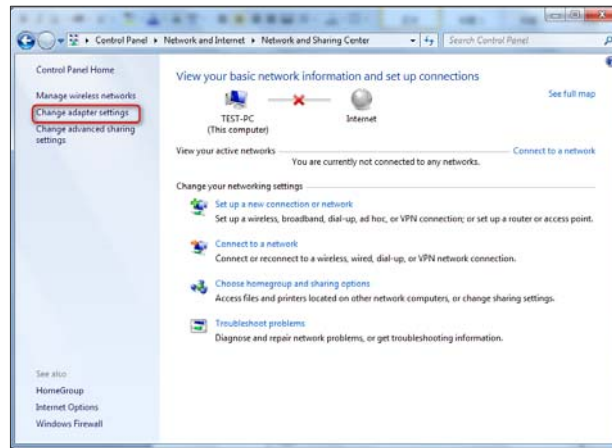 Control Panel ▸ Network and Internet ▸ Network and Sharing Center
Search Control Panel
Control Panel Home
Manage wireless networks
Change adapter settings
Change advanced sharing
settings
See also
HomeGroup
Internet Options
Windows Firewall
View your basic network information and set up connections
See full map
TEST-PC
(This computer)
Internet
View your active networks
Connect to a network
You are currently not connected to any networks.
Change your networking settings
Set up a new connection or network
Set up a wireless, broadband, dial-up, ad hoc, or VPN connection; or set up a router or access point.
Connect to a network
Connect or reconnect to a wireless, wired, dial-up, or VPN network connection.
Choose homegroup and sharing options
Access files and printers located on other network computers, or change sharing settings.
Troubleshoot problems
Diagnose and repair network problems, or get troubleshooting information.